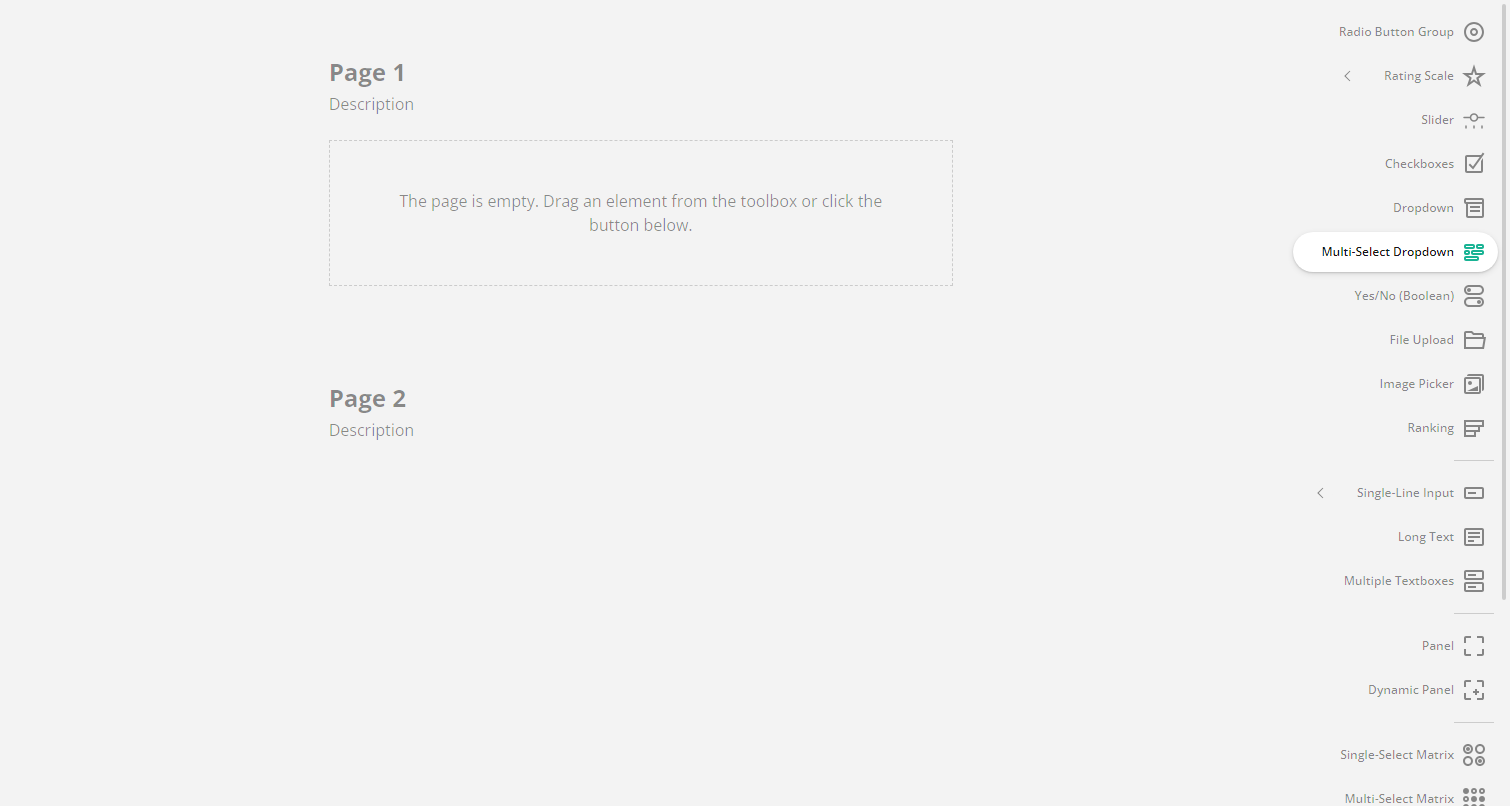 Page 1
Description
The page is empty. Drag an element from the toolbox or click the
button below.
Page 2
Description
Radio Button Group
Rating Scale
Slider
Checkboxes
Dropdown
Multi-Select Dropdown
Yes/No (Boolean)
File Upload
Image Picker
Ranking
Single-Line Input
Long Text
Multiple Textboxes
Panel
Dynamic Panel
Single-Select Matrix
Multi-Select Matrix